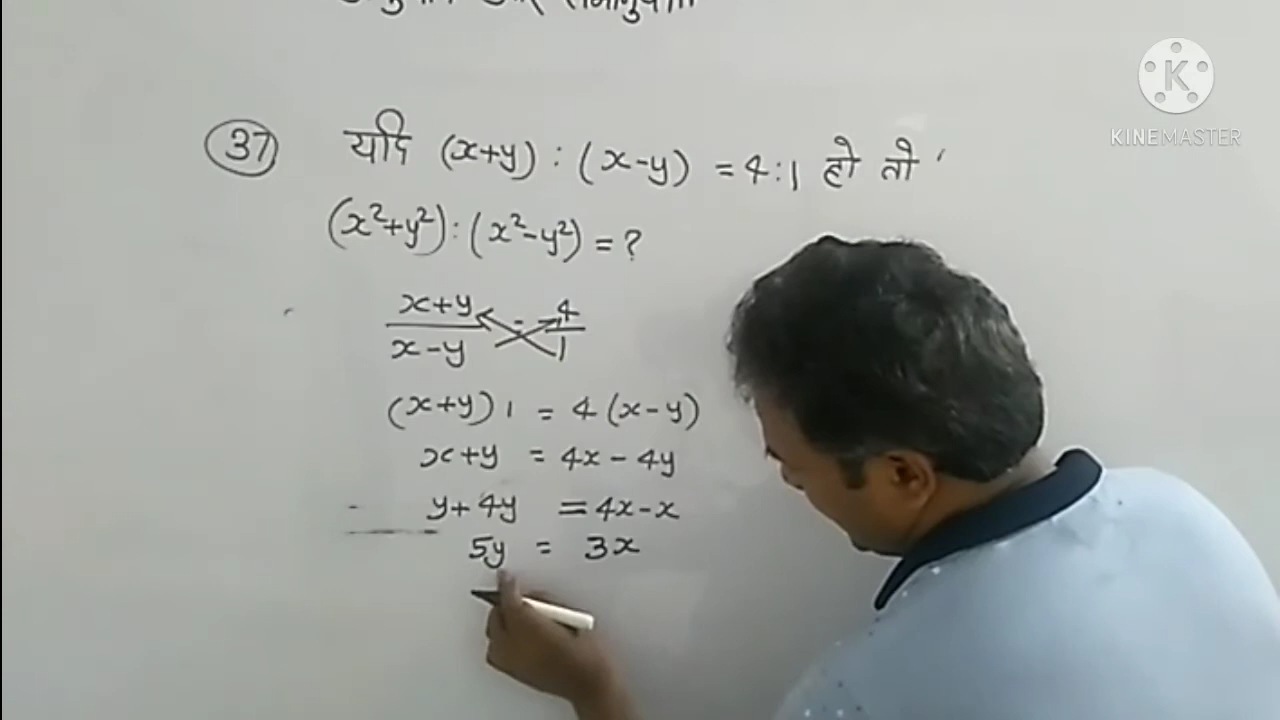 KINEMASTER
(37) यदि (x+y) : (x-y) = 4:1 हो तो
(x²+y²) : (x²-y²) = ?
x+y / x-y = 4 / 1
(x+y) 1 = 4 (x-y)
x+y = 4x - 4y
y + 4y = 4x - x
5y = 3x